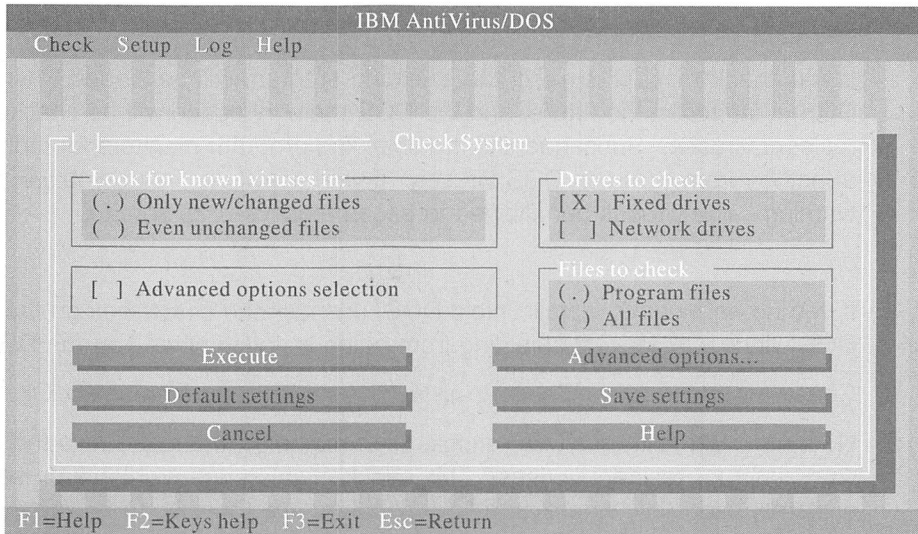 IBM AntiVirus/DOS
Check Setup Log Help
[ ] Check System
Look for known viruses in:
(.) Only new/changed files
( ) Even unchanged files
[ ] Advanced options selection
Drives to check
[X] Fixed drives
[ ] Network drives
Files to check
(.) Program files
( ) All files
Execute
Advanced options...
Default settings
Save settings
Cancel
Help
F1=Help F2=Keys help F3=Exit Esc=Return